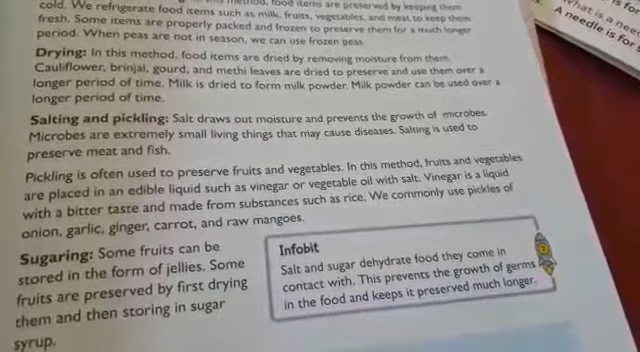 method, food items are preserved by keeping them
cold. We refrigerate food items such as milk, fruits, vegetables, and meat to keep them
fresh. Some items are properly packed and frozen to preserve them for a much longer
period. When peas are not in season, we can use frozen peas.
Drying: In this method, food items are dried by removing moisture from them.
Cauliflower, brinjal, gourd, and methi leaves are dried to preserve and use them over a
longer period of time. Milk is dried to form milk powder. Milk powder can be used over a
longer period of time.
Salting and pickling: Salt draws out moisture and prevents the growth of microbes.
Microbes are extremely small living things that may cause diseases. Salting is used to
preserve meat and fish.
Pickling is often used to preserve fruits and vegetables. In this method, fruits and vegetables
are placed in an edible liquid such as vinegar or vegetable oil with salt. Vinegar is a liquid
with a bitter taste and made from substances such as rice. We commonly use pickles of
onion, garlic, ginger, carrot, and raw mangoes.
Sugaring: Some fruits can be
stored in the form of jellies. Some
fruits are preserved by first drying
them and then storing in sugar
syrup.
Infobit
Salt and sugar dehydrate food they come in
contact with. This prevents the growth of germs
in the food and keeps it preserved much longer.
is for
What is a need
A needle is for s